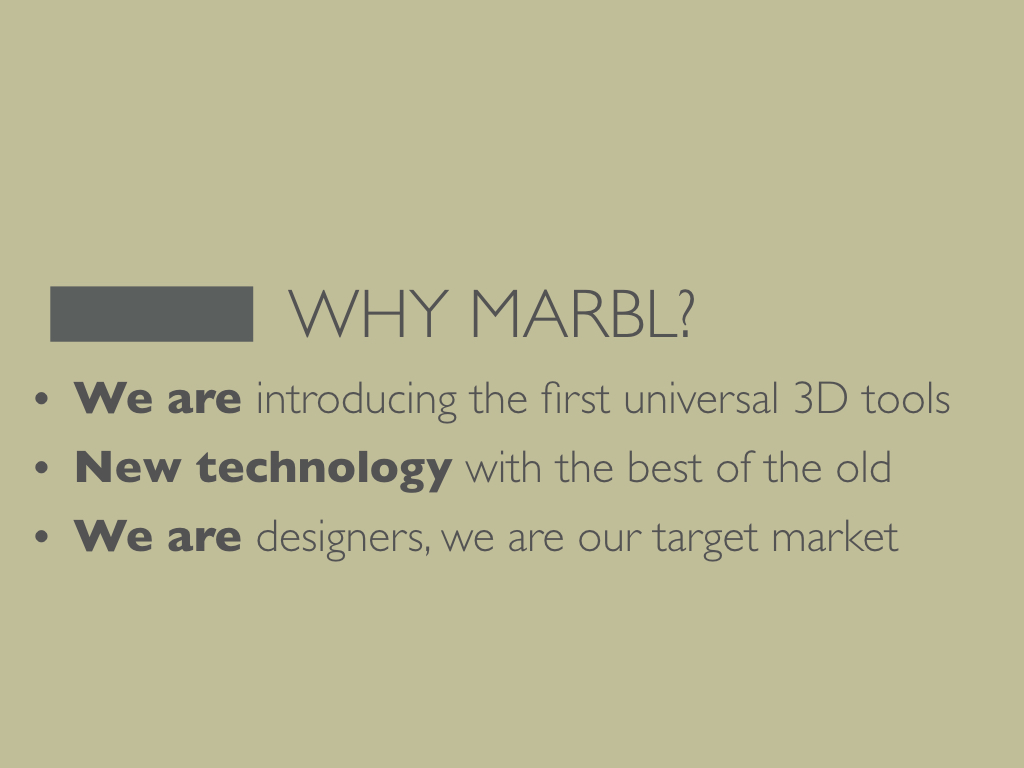 WHY MARBL?
• We are introducing the first universal 3D tools
• New technology with the best of the old
• We are designers, we are our target market